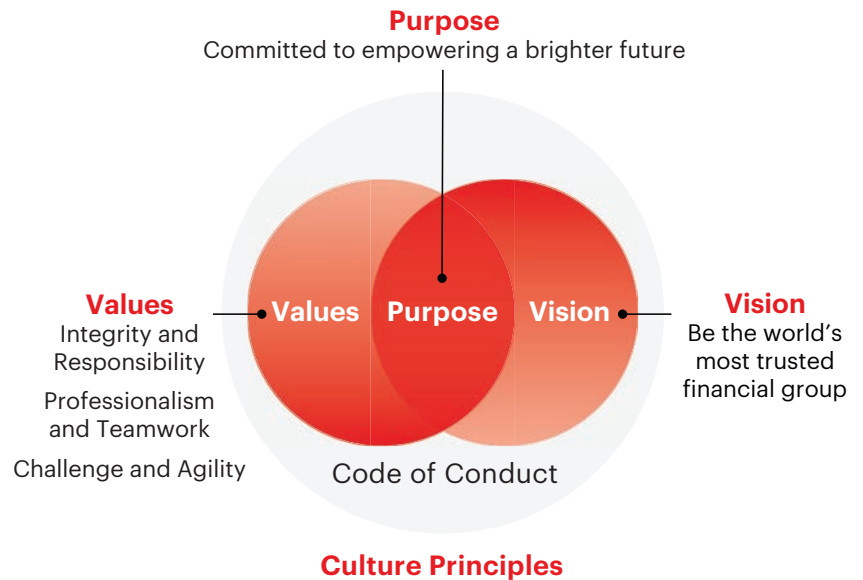 Purpose
Committed to empowering a brighter future
Values
Integrity and
Responsibility
Professionalism
and Teamwork
Challenge and Agility
Values
Purpose
Vision
Vision
Be the world's
most trusted
financial group
Code of Conduct
Culture Principles